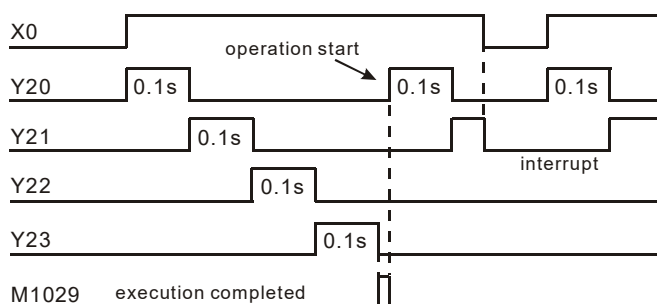 X0
operation start
Y20 0.1s 0.1s 0.1s
Y21 0.1s
interrupt
Y22 0.1s
Y23 0.1s
M1029 execution completed